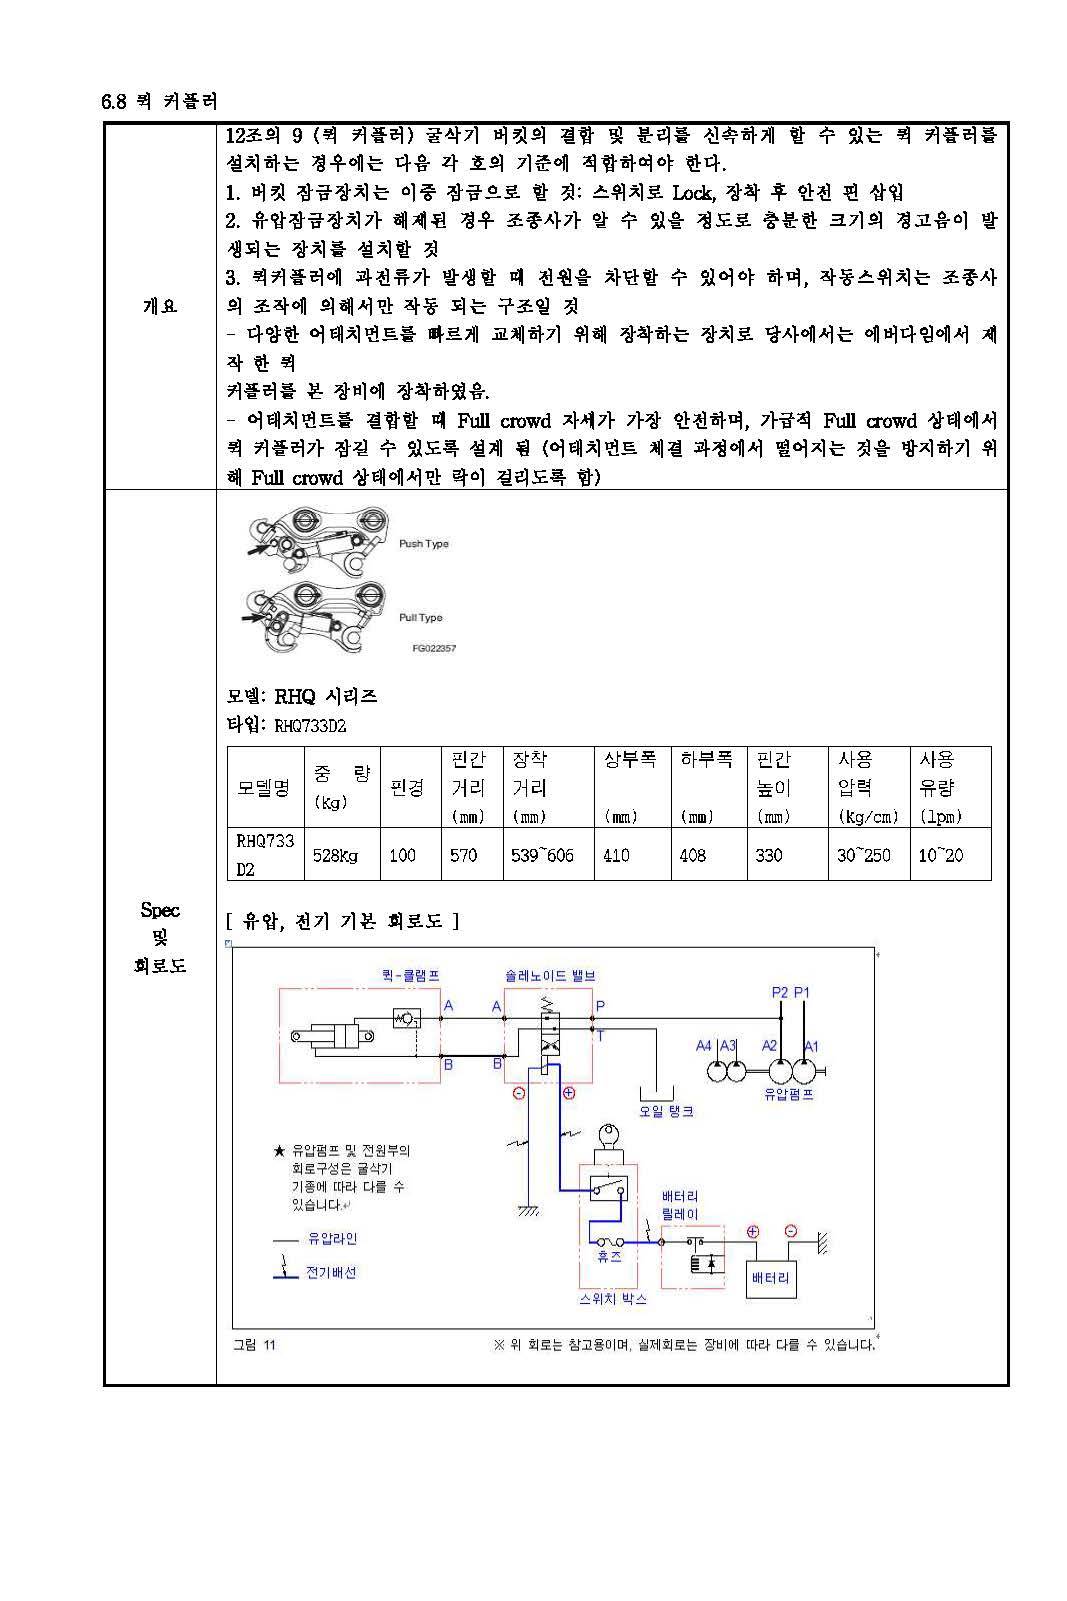 6.8 퀵 커플러
12조의 9 (퀵 커플러) 굴삭기 버킷의 결합 및 분리를 신속하게 할 수 있는 퀵 커플러를
설치하는 경우에는 다음 각 호의 기준에 적합하여야 한다.
1. 버킷 잠금장치는 이중 잠금으로 할 것: 스위치로 Lock, 장착 후 안전 핀 삽입
2. 유압잠금장치가 해제된 경우 조종사가 알 수 있을 정도로 충분한 크기의 경고음이 발
생되는 장치를 설치할 것
3. 퀵커플러에 과전류가 발생할 때 전원을 차단할 수 있어야 하며, 작동스위치는 조종사
의 조작에 의해서만 작동 되는 구조일 것
- 다양한 어태치먼트를 빠르게 교체하기 위해 장착하는 장치로 당사에서는 에버다임에서 제
작 한 퀵
커플러를 본 장비에 장착하였음.
- 어태치먼트를 결합할 때 Full crowd 자세가 가장 안전하며, 가급적 Full crowd 상태에서
퀵 커플러가 잠길 수 있도록 설계 됨 (어태치먼트 체결 과정에서 떨어지는 것을 방지하기 위
해 Full crowd 상태에서만 락이 걸리도록 함)
개요
Push Type
Pull Type
FG022357
모델: RHQ 시리즈
타입: RHQ733D2
모델명 중 량 (kg) 핀경 핀간 거리 (mm) 장착 거리 (mm) 상부폭 (mm) 하부폭 (mm) 핀간 높이 (mm) 사용 압력 (kg/cm) 사용 유량 (lpm)
RHQ733 D2 528kg 100 570 539~606 410 408 330 30~250 10~20
Spec
및
회로도
[ 유압, 전기 기본 회로도 ]
퀵-클램프 솔레노이드 밸브
P2 P1
A A P
T
B B
A4 A3 A2 A1
유압펌프
오일 탱크
- +
★ 유압펌프 및 전원부의
회로구성은 굴삭기
기종에 따라 다를 수
있습니다.
유압라인
전기배선
배터리
릴레이
+ -
휴즈
배터리
스위치 박스
그림 11 ※ 위 회로는 참고용이며, 실제회로는 장비에 따라 다를 수 있습니다.